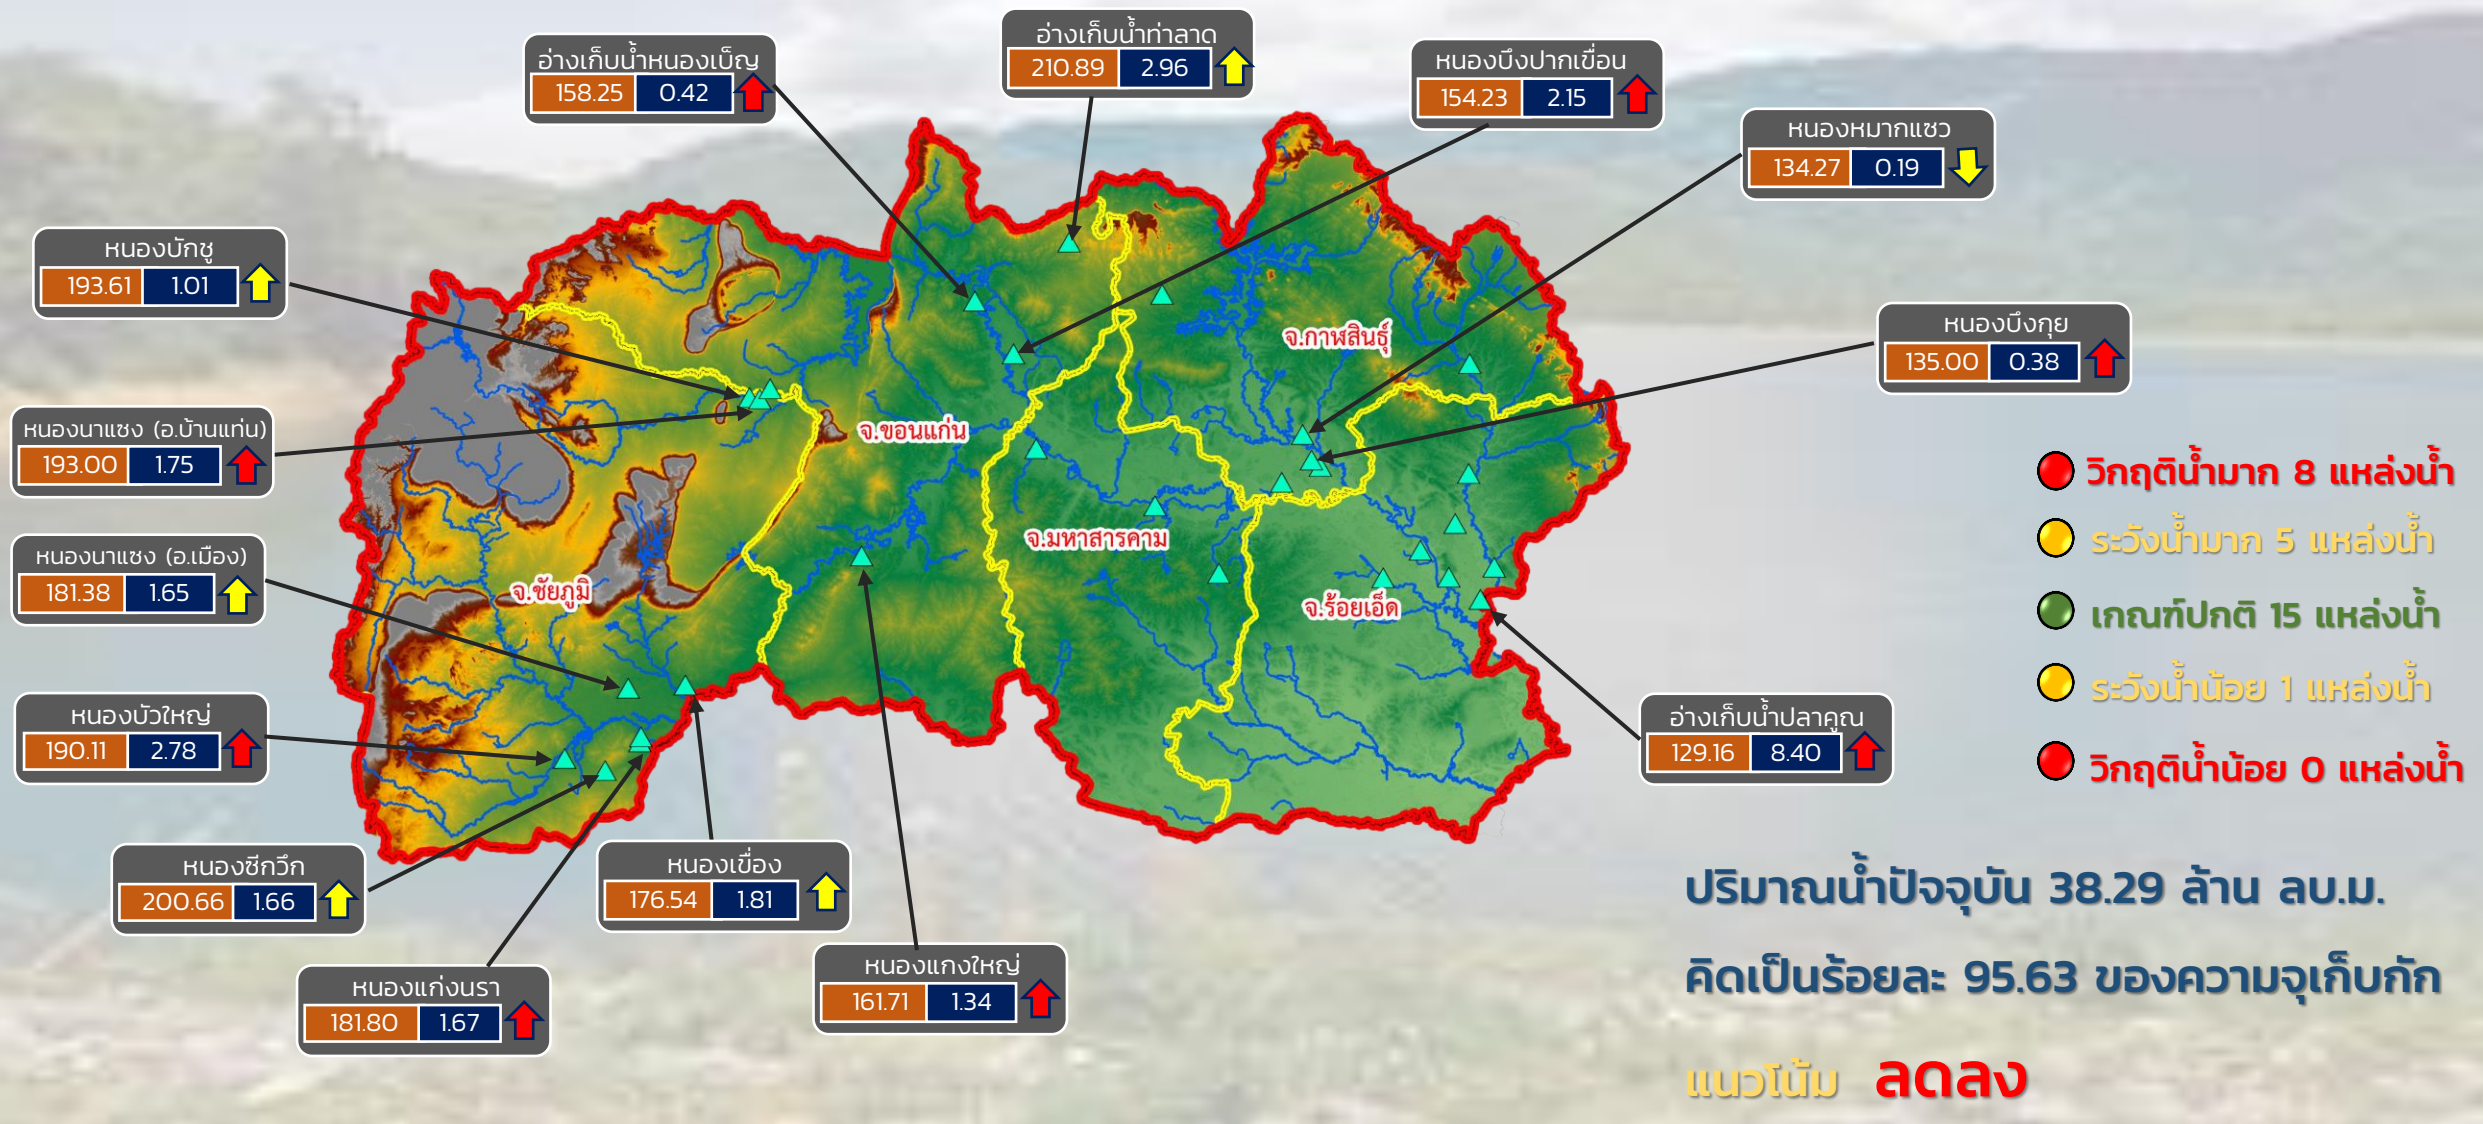 อ่างเก็บน้ำท่าลาด
210.89 2.96
อ่างเก็บน้ำหนองเบ็ญ
158.25 0.42
หนองบึงปากเขื่อน
154.23 2.15
หนองหมากแซว
134.27 0.19
หนองบักชู
193.61 1.01
หนองบึงกุย
135.00 0.38
จ.กาฬสินธุ์
หนองนาแซง (อ.บ้านแท่น)
193.00 1.75
จ.ขอนแก่น
หนองนาแซง (อ.เมือง)
181.38 1.65
จ.มหาสารคาม
จ.ชัยภูมิ
จ.ร้อยเอ็ด
หนองบัวใหญ่
190.11 2.78
อ่างเก็บน้ำปลาคูณ
129.16 8.40
หนองซีกวึก
200.66 1.66
หนองเขื่อง
176.54 1.81
หนองแก่งนรา
181.80 1.67
หนองแกงใหญ่
161.71 1.34
วิกฤติน้ำมาก 8 แหล่งน้ำ
ระวังน้ำมาก 5 แหล่งน้ำ
เกณฑ์ปกติ 15 แหล่งน้ำ
ระวังน้ำน้อย 1 แหล่งน้ำ
วิกฤติน้ำน้อย 0 แหล่งน้ำ
ปริมาณน้ำปัจจุบัน 38.29 ล้าน ลบ.ม.
คิดเป็นร้อยละ 95.63 ของความจุเก็บกัก
แนวโน้ม ลดลง